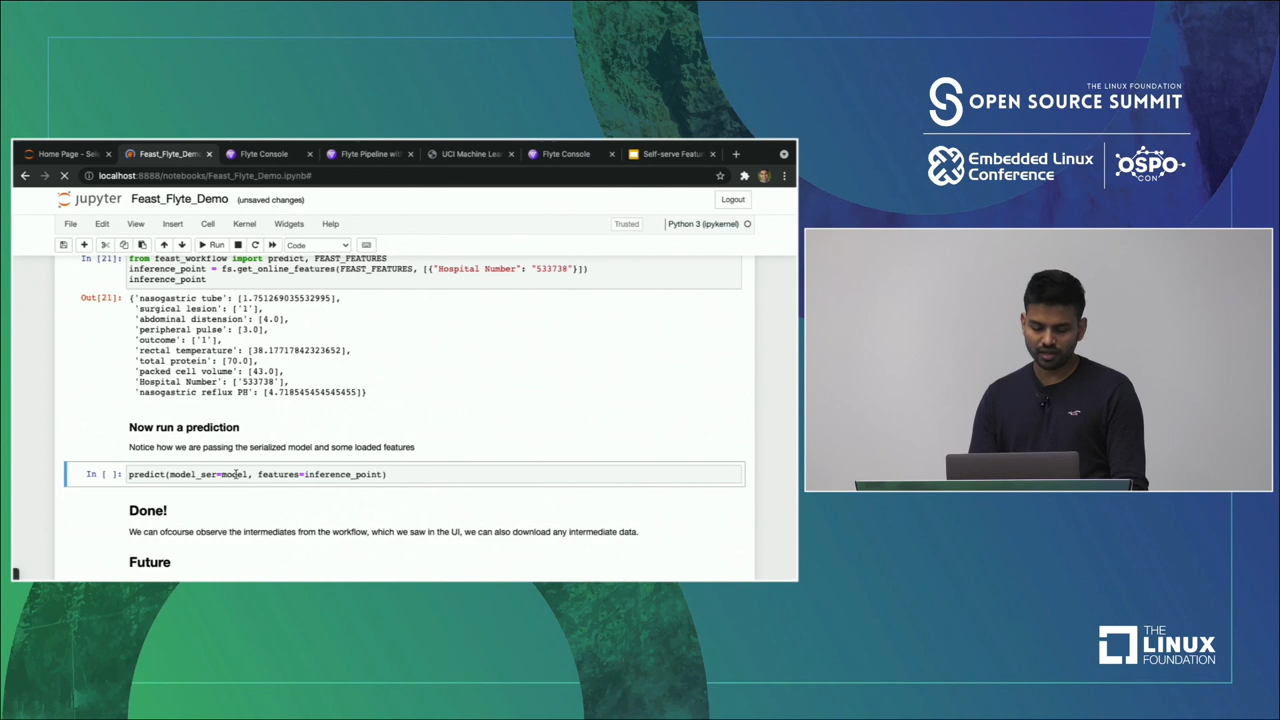 THE LINUX FOUNDATION
OPEN SOURCE SUMMIT
Embedded Linux
Conference
OSPO
CON
Home Page - Sele
Feast_Flyte_Demo
Flyte Console
Flyte Pipeline with
UCI Machine Lear
Flyte Console
Self-serve Featur
localhost:8888/notebooks/Feast_Flyte_Demo.ipynb#
jupyter Feast_Flyte_Demo (unsaved changes)
Logout
File Edit View Insert Cell Kernel Widgets Help
Trusted
Python 3 (ipykernel)
Run
Code
In [21]: from feast_workflow import predict, FEAST_FEATURES
inference_point = fs.get_online_features(FEAST_FEATURES, [{"Hospital Number": "533738"}])
inference_point
Out[21]: {'nasogastric tube': [1.751269035532995],
'surgical lesion': ['1'],
'abdominal distension': [4.0],
'peripheral pulse': [3.0],
'outcome': ['1'],
'rectal temperature': [38.17717842323652],
'total protein': [70.0],
'packed cell volume': [43.0],
'Hospital Number': ['533738'],
'nasogastric reflux PH': [4.718545454545455]}
Now run a prediction
Notice how we are passing the serialized model and some loaded features
In [ ]: predict(model_ser=model, features=inference_point)
Done!
We can ofcourse observe the intermediates from the workflow, which we saw in the UI, we can also download any intermediate data.
Future
THE
LINUX
FOUNDATION